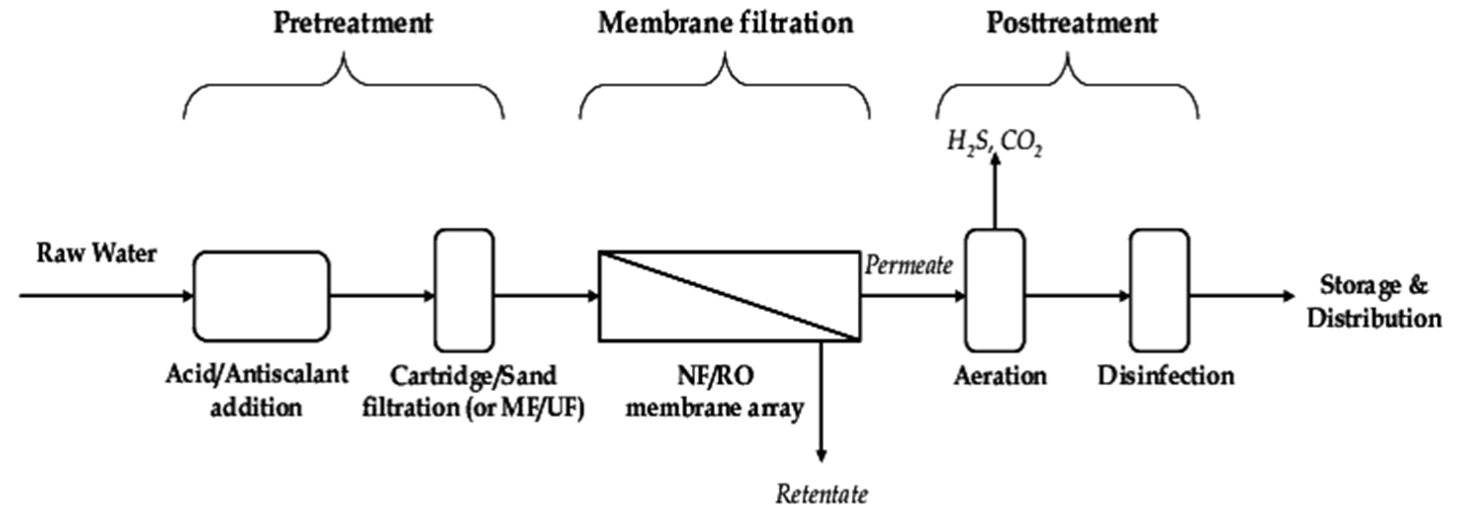 Pretreatment
Membrane filtration
Posttreatment
H₂S, CO₂
Raw Water
Permeate
Storage &
Distribution
Acid/Antiscalant
addition
Cartridge/Sand
filtration (or MF/UF)
NF/RO
membrane array
Aeration
Disinfection
Retentate